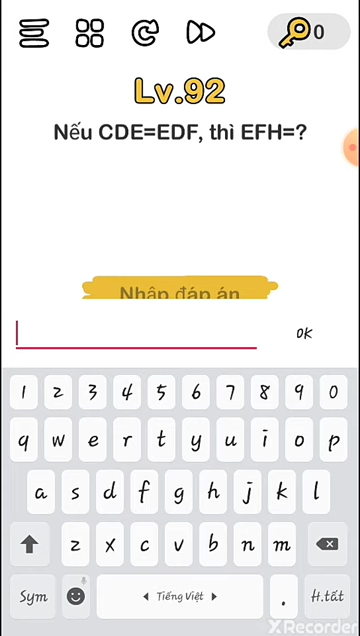 0
Lv.92
Nếu CDE=EDF, thì EFH=?
Nhập đáp án
OK
1 2 3 4 5 6 7 8 9 0
q w e r t y u i o p
a s d f g h j k l
z x c v b n m
Sym Tiếng Việt . H.tất
XRecorder